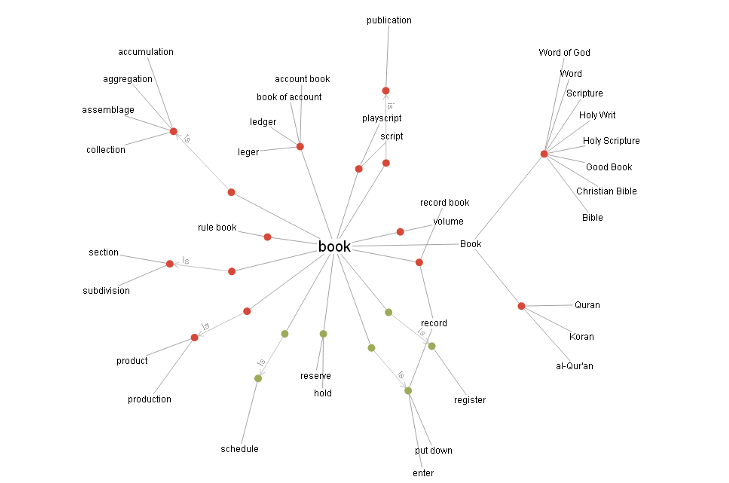 publication
accumulation
Word of God
aggregation
account book
Word
book of account
Scripture
is
assemblage
playscript
Holy Writ
ledger
script
is
Holy Scripture
collection
leger
Good Book
Christian Bible
record book
Bible
volume
rule book
book
Book
section
is
subdivision
Quran
is
record
is
Koran
product
is
is
al-Qur'an
reserve
hold
production
register
schedule
put down
enter